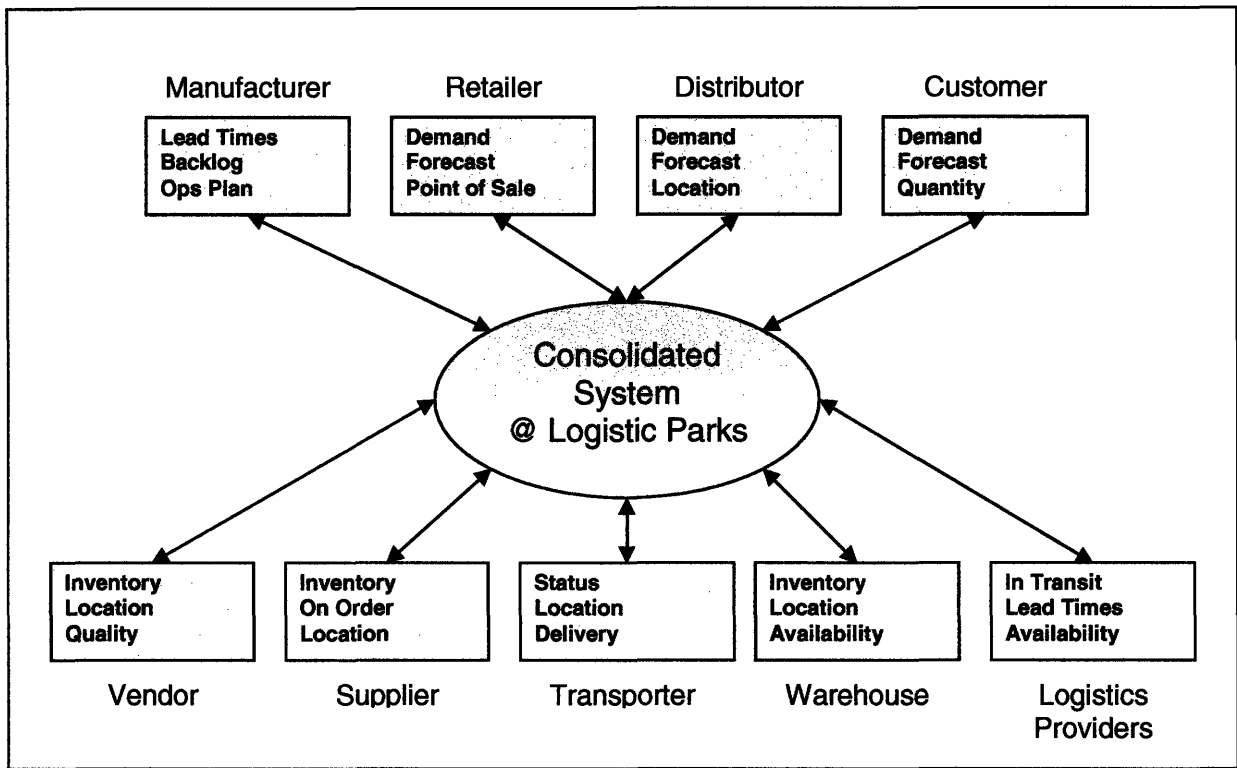 Manufacturer
Retailer
Distributor
Customer
Lead Times
Backlog
Ops Plan
Demand
Forecast
Point of Sale
Demand
Forecast
Location
Demand
Forecast
Quantity
Consolidated
System
@ Logistic Parks
Inventory
Location
Quality
Inventory
On Order
Location
Status
Location
Delivery
Inventory
Location
Availability
In Transit
Lead Times
Availability
Vendor
Supplier
Transporter
Warehouse
Logistics
Providers